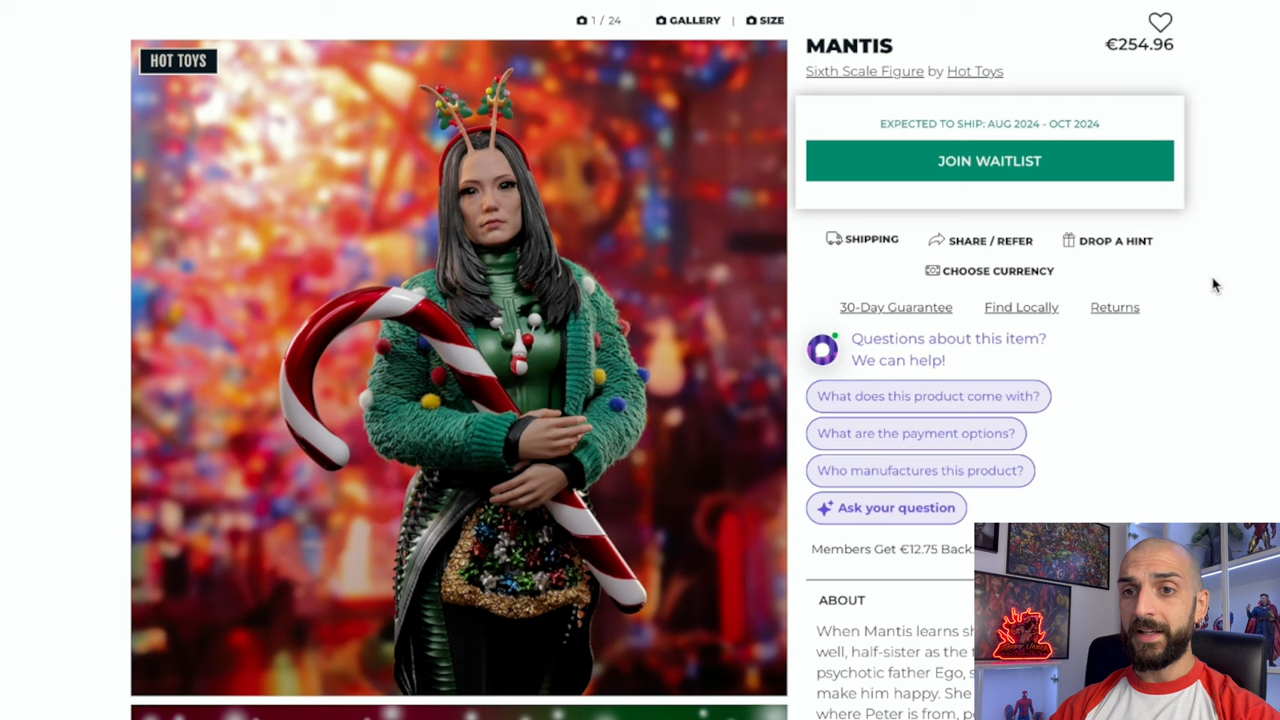 1 / 24
GALLERY | SIZE
HOT TOYS
MANTIS
€254.96
Sixth Scale Figure by Hot Toys
EXPECTED TO SHIP: AUG 2024 - OCT 2024
JOIN WAITLIST
SHIPPING
SHARE / REFER
DROP A HINT
CHOOSE CURRENCY
30-Day Guarantee
Find Locally
Returns
Questions about this item?
We can help!
What does this product come with?
What are the payment options?
Who manufactures this product?
Ask your question
Members Get €12.75 Back.
ABOUT
When Mantis learns
well, half-sister as the
psychotic father Ego,
make him happy. She
where Peter is from,